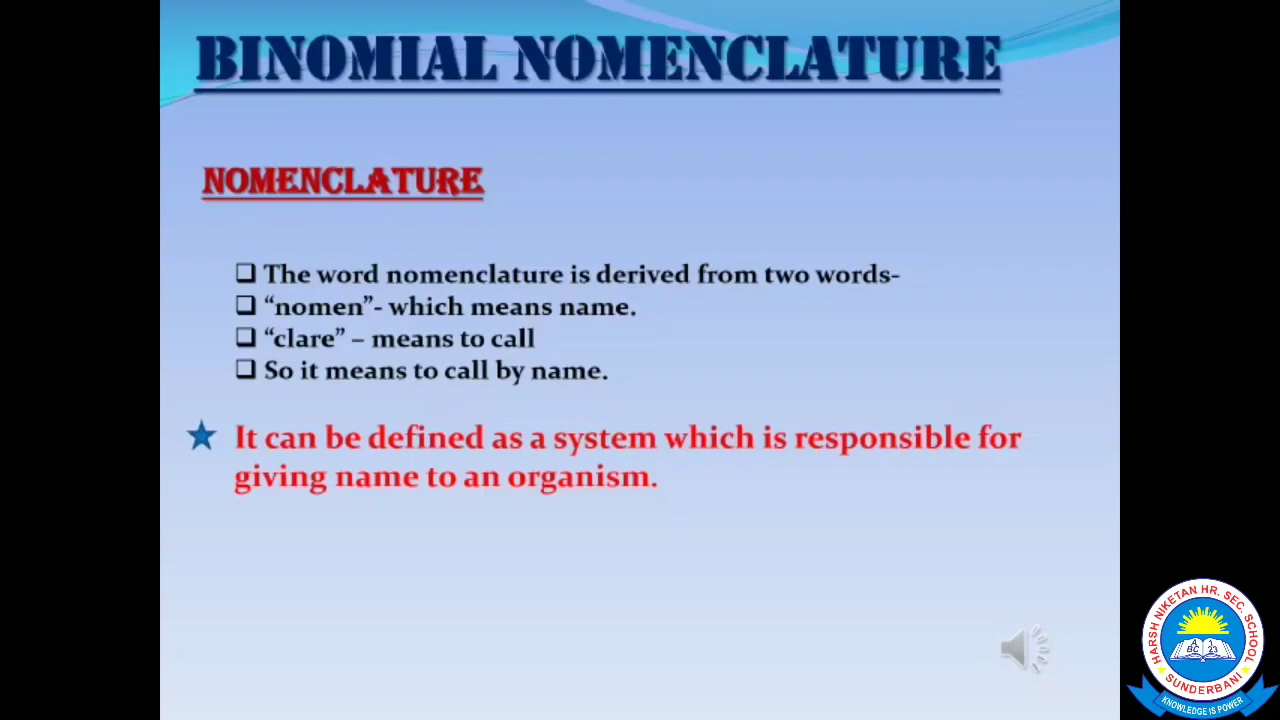 BINOMIAL NOMENCLATURE
NOMENCLATURE
The word nomenclature is derived from two words-
“nomen”- which means name.
“clare” – means to call
So it means to call by name.
It can be defined as a system which is responsible for
giving name to an organism.
HARSH NIKETAN HR. SEC. SCHOOL
SUNDERBANI
KNOWLEDGE IS POWER